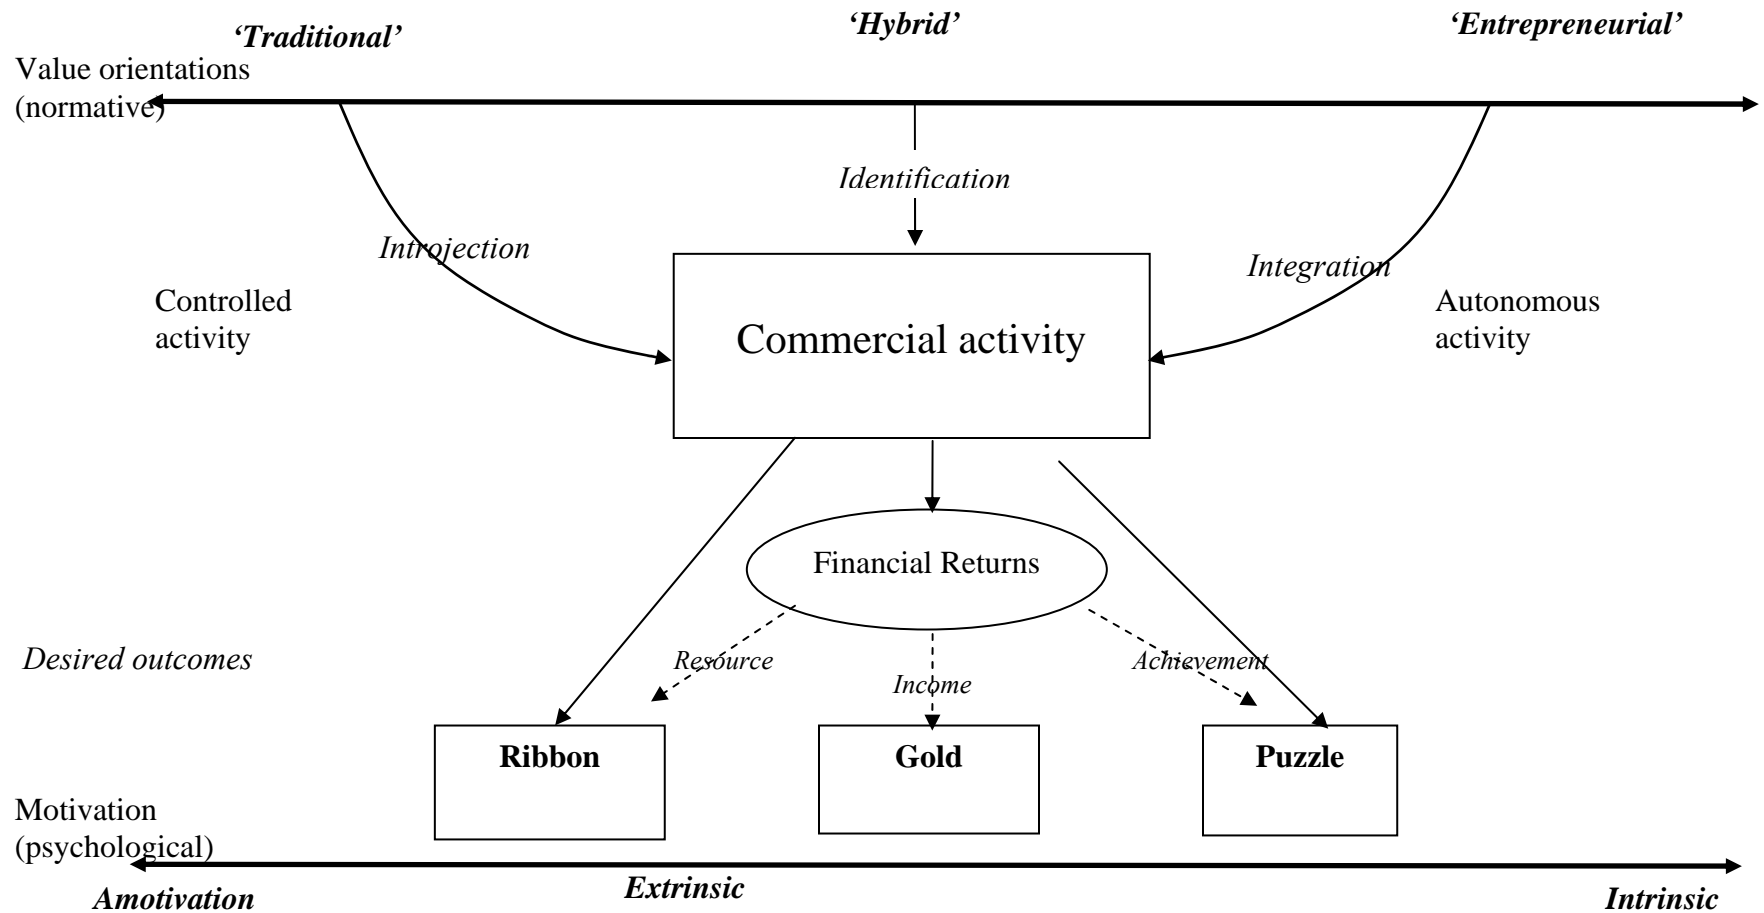 ‘Traditional’
‘Hybrid’
‘Entrepreneurial’
Value orientations
(normative)
Identification
Introjection
Integration
Controlled
activity
Commercial activity
Autonomous
activity
Financial Returns
Desired outcomes
Resource
Income
Achievement
Ribbon
Gold
Puzzle
Motivation
(psychological)
Amotivation
Extrinsic
Intrinsic